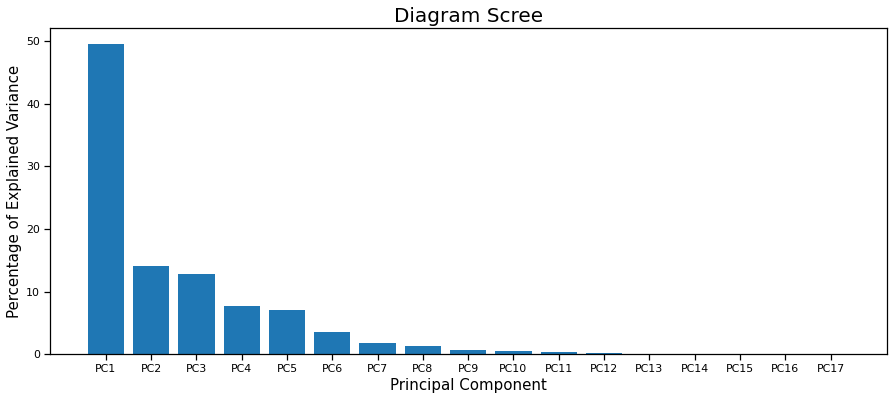 Diagram Scree
Percentage of Explained Variance
50
40
30
20
10
0
PC1 PC2 PC3 PC4 PC5 PC6 PC7 PC8 PC9 PC10 PC11 PC12 PC13 PC14 PC15 PC16 PC17
Principal Component